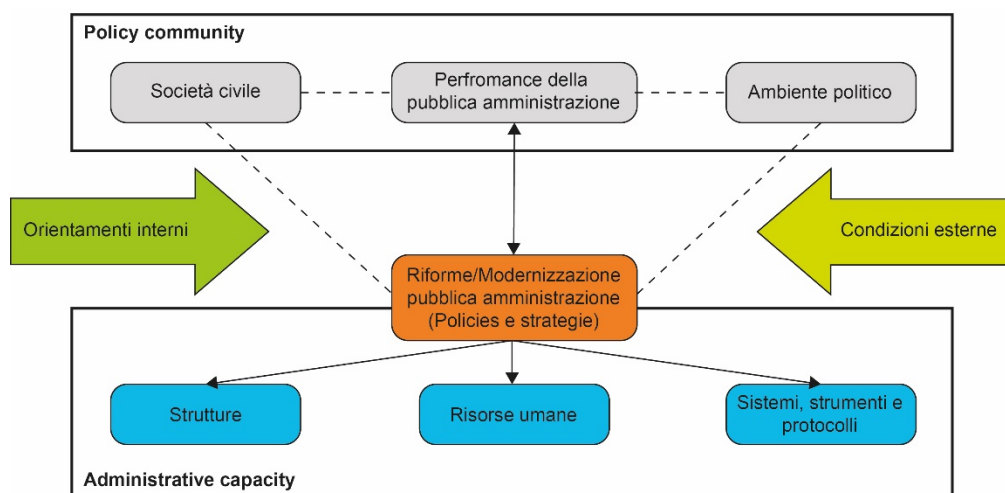 Policy community
Società civile
Perfromance della
pubblica amministrazione
Ambiente politico
Orientamenti interni
Condizioni esterne
Riforme/Modernizzazione
pubblica amministrazione
(Policies e strategie)
Strutture
Risorse umane
Sistemi, strumenti e
protocolli
Administrative capacity